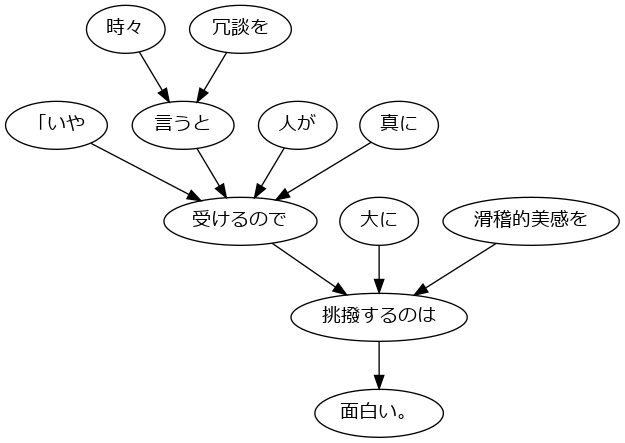 時々
冗談を
「いや
言うと
人が
真に
受けるので
大に
滑稽的美感を
挑撥するのは
面白い。